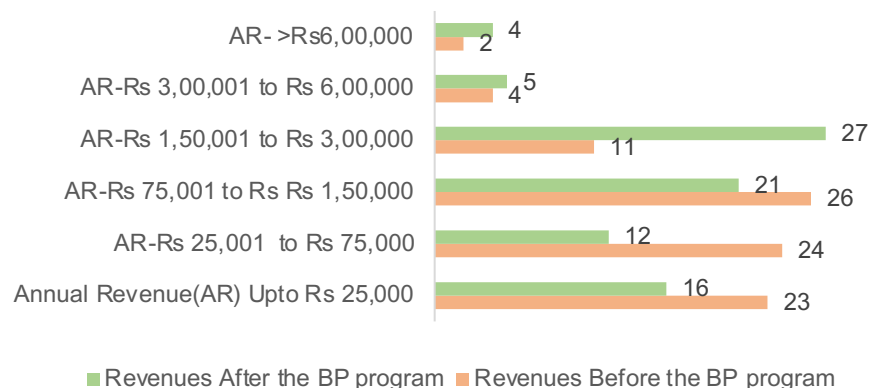 AR- >Rs6,00,000
4
2
AR-Rs 3,00,001 to Rs 6,00,000
5
4
AR-Rs 1,50,001 to Rs 3,00,000
27
11
AR-Rs 75,001 to Rs Rs 1,50,000
21
26
AR-Rs 25,001 to Rs 75,000
12
24
Annual Revenue(AR) Upto Rs 25,000
16
23
Revenues After the BP program Revenues Before the BP program